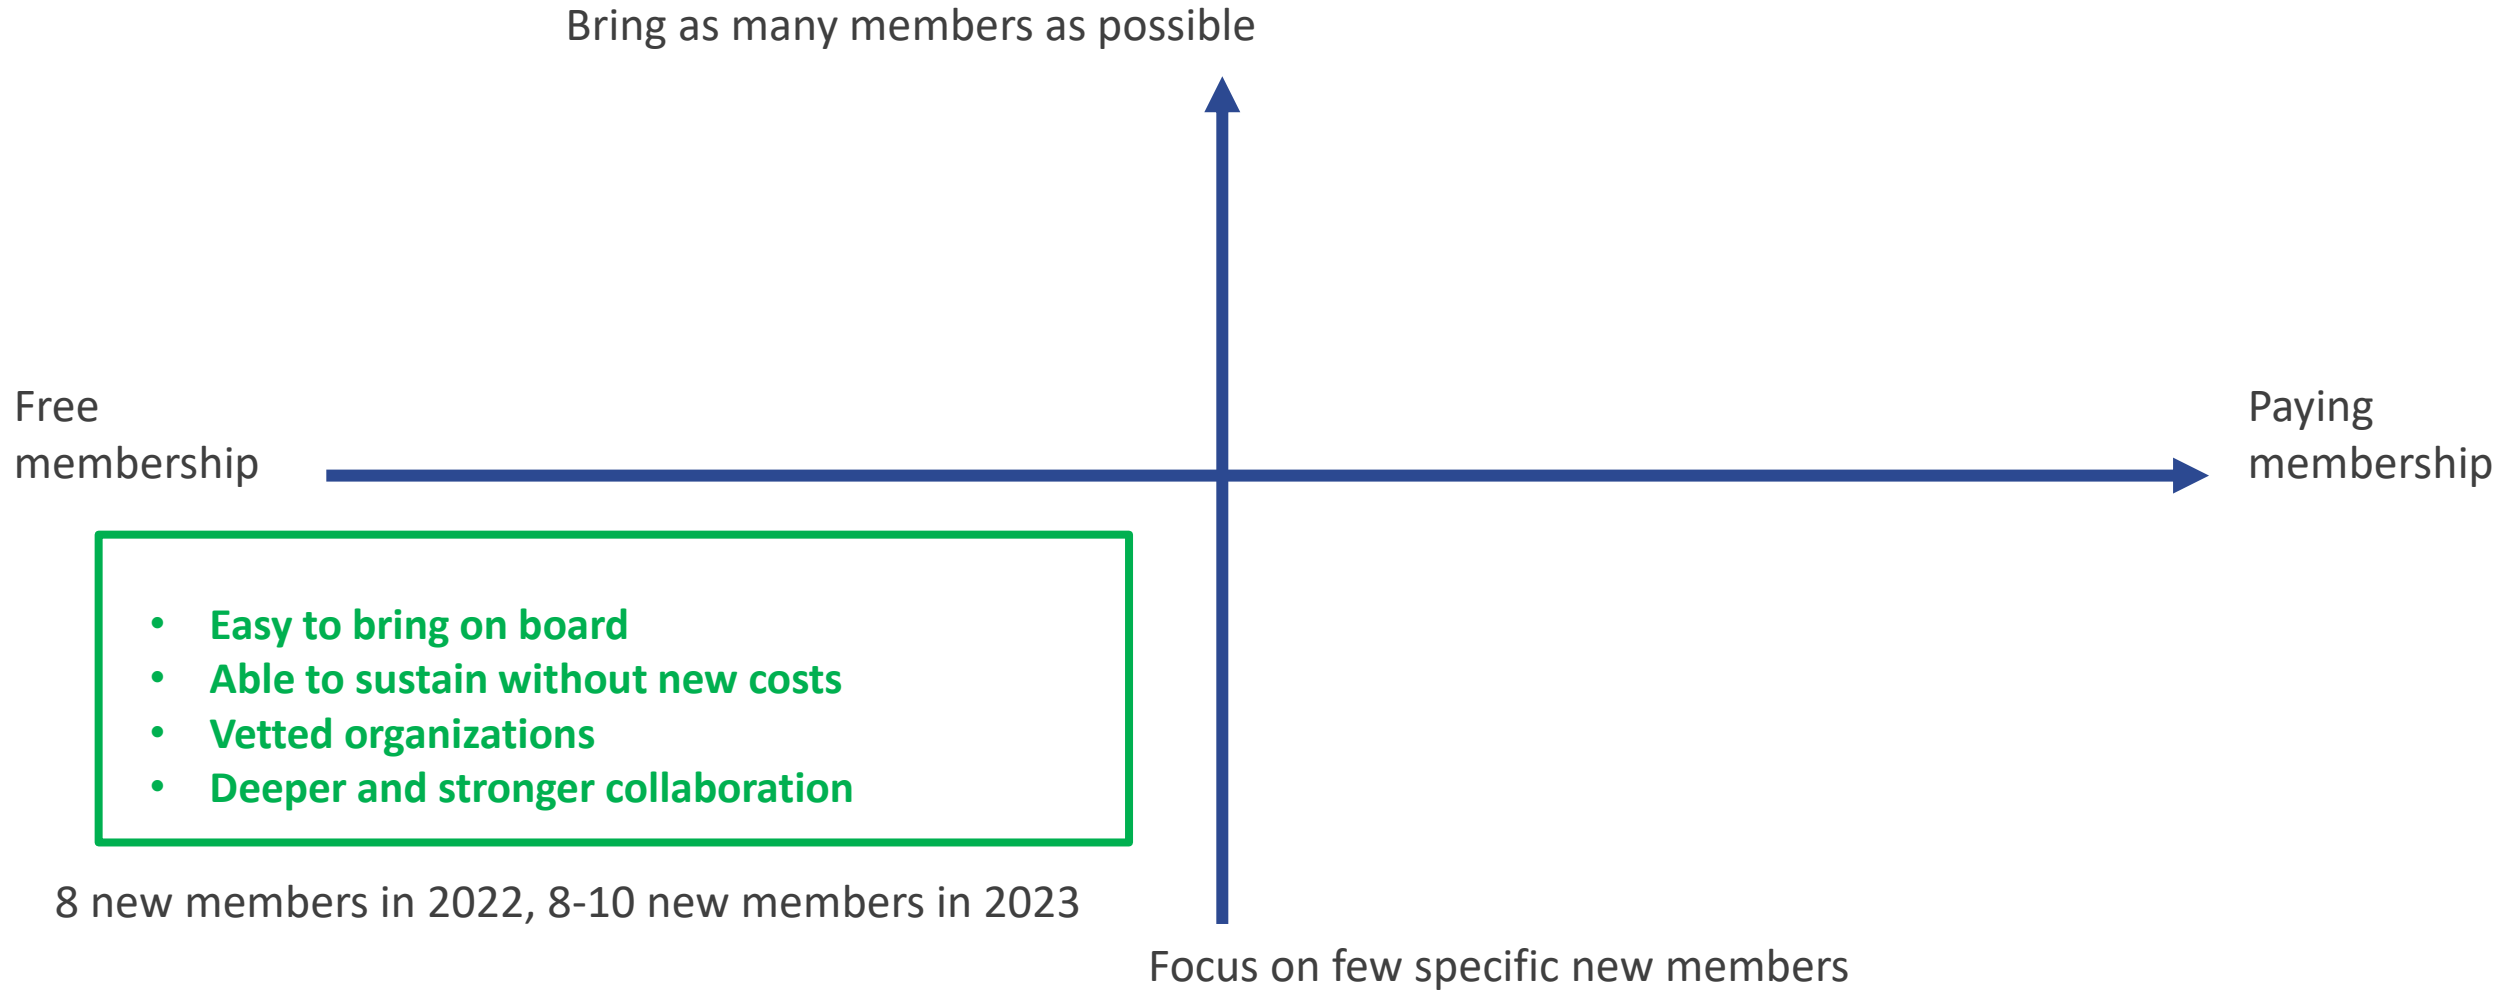 Bring as many members as possible
Free
membership
Paying
membership
• Easy to bring on board
• Able to sustain without new costs
• Vetted organizations
• Deeper and stronger collaboration
8 new members in 2022, 8-10 new members in 2023
Focus on few specific new members